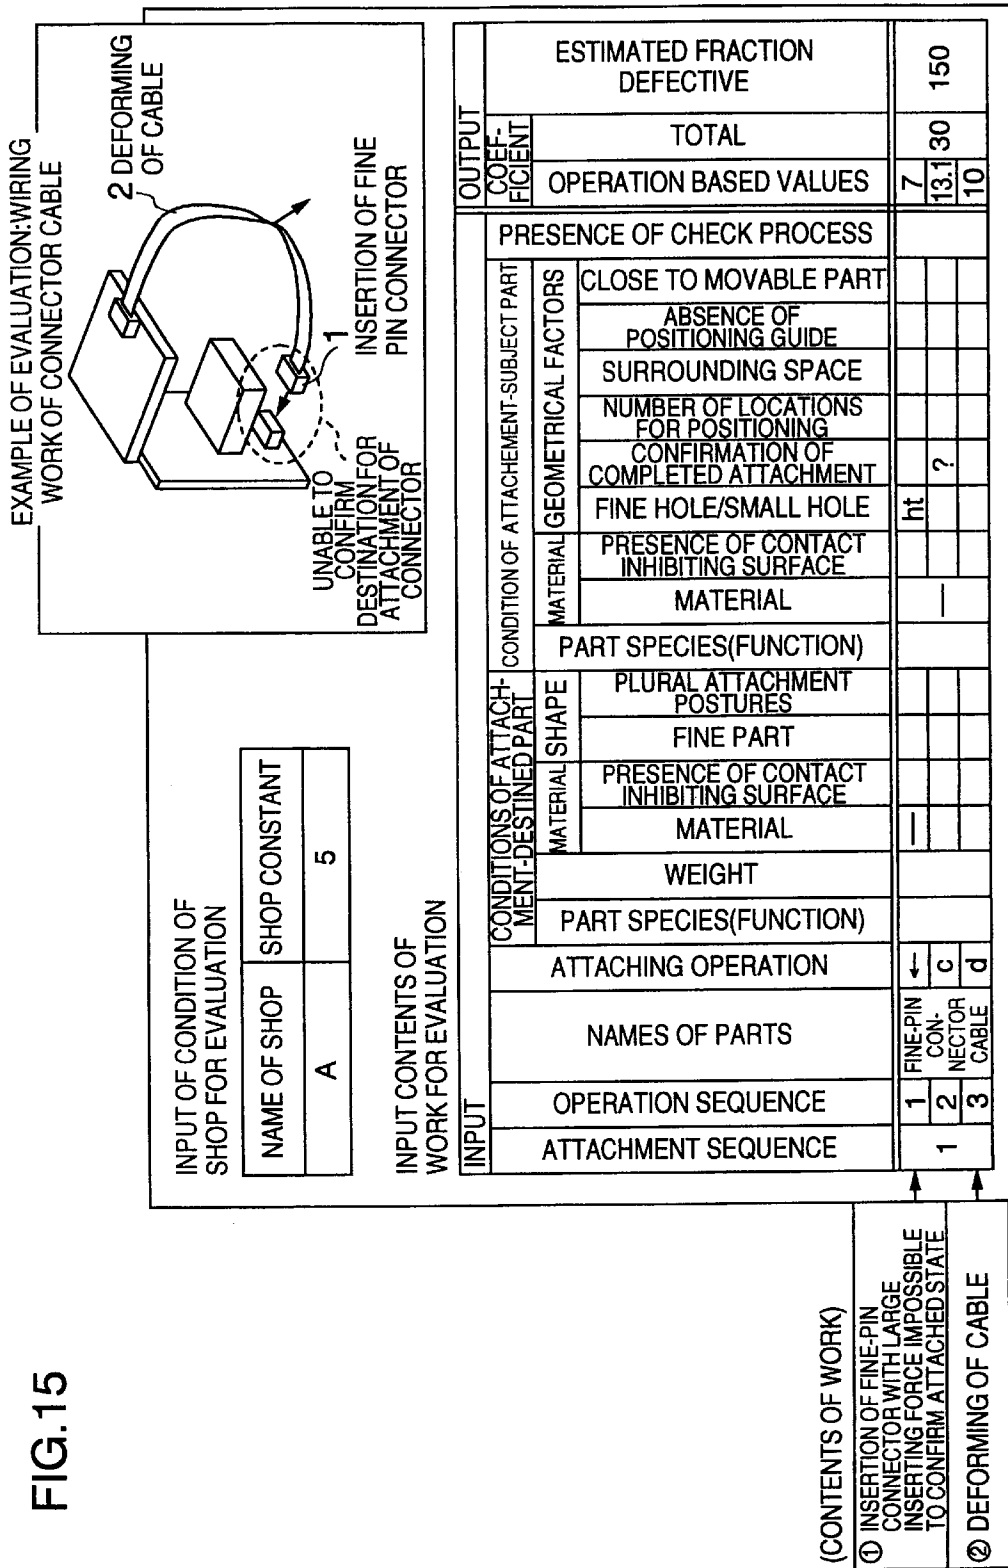 FIG.15
EXAMPLE OF EVALUATION:WIRING
WORK OF CONNECTOR CABLE
2 DEFORMING
OF CABLE
1
INSERTION OF FINE
PIN CONNECTOR
UNABLE TO
CONFIRM
DESTINATION FOR
ATTACHMENT OF
CONNECTOR
INPUT OF CONDITION OF
SHOP FOR EVALUATION
NAME OF SHOP
SHOP CONSTANT
A
5
INPUT CONTENTS OF
WORK FOR EVALUATION
INPUT
OUTPUT
ATTACHMENT SEQUENCE
OPERATION SEQUENCE
NAMES OF PARTS
ATTACHING OPERATION
CONDITIONS OF ATTACH-
MENT-DESTINED PART
PART SPECIES(FUNCTION)
WEIGHT
MATERIAL
MATERIAL
PRESENCE OF CONTACT
INHIBITING SURFACE
SHAPE
FINE PART
PLURAL ATTACHMENT
POSTURES
CONDITION OF ATTACHEMENT-SUBJECT PART
PART SPECIES(FUNCTION)
MATERIAL
MATERIAL
PRESENCE OF CONTACT
INHIBITING SURFACE
GEOMETRICAL FACTORS
FINE HOLE/SMALL HOLE
CONFIRMATION OF
COMPLETED ATTACHMENT
NUMBER OF LOCATIONS
FOR POSITIONING
SURROUNDING SPACE
ABSENCE OF
POSITIONING GUIDE
CLOSE TO MOVABLE PART
PRESENCE OF CHECK PROCESS
COEF-
FICIENT
OPERATION BASED VALUES
TOTAL
ESTIMATED FRACTION
DEFECTIVE
1
1 FINE-PIN ← — ht 7
2 CON-
NECTOR c — ? 13.1 30 150
3 CABLE d 10
(CONTENTS OF WORK)
① INSERTION OF FINE-PIN
CONNECTOR WITH LARGE
INSERTING FORCE IMPOSSIBLE
TO CONFIRM ATTACHED STATE
② DEFORMING OF CABLE